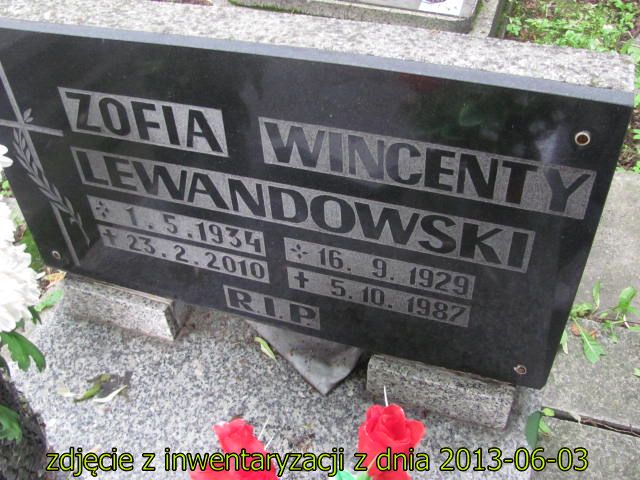 ZOFIA WINCENTY
LEWANDOWSKI
1.5.1934 16.9.1929
23.2.2010 5.10.1987
R.I.P.
zdjęcie z inwentaryzacji z dnia 2013-06-03